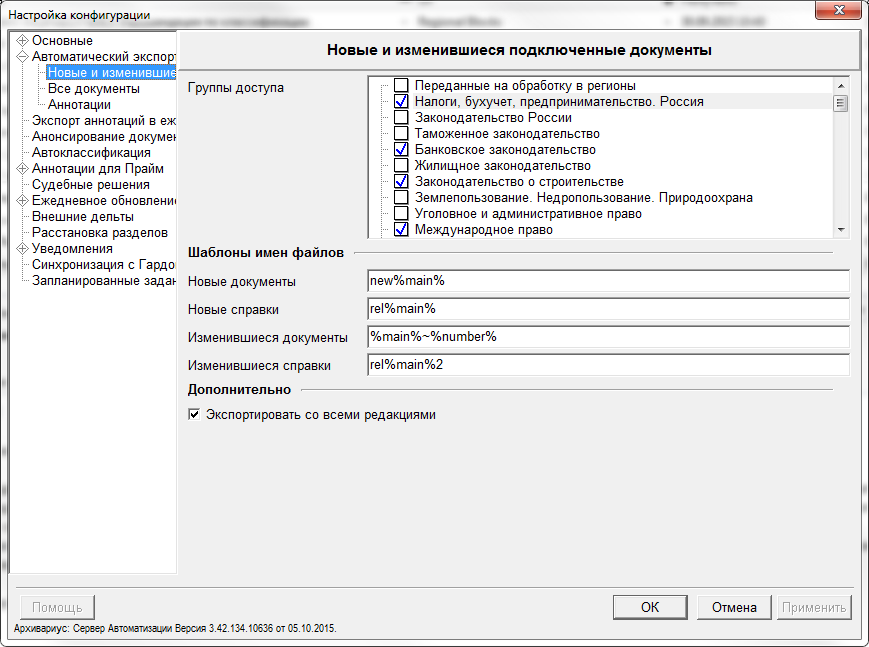 Настройка конфигурации
Основные
Автоматический экспорт
Новые и изменившие
Все документы
Аннотации
Экспорт аннотаций в еж
Анонсирование докумен
Автоклассификация
Аннотации для Прайм
Судебные решения
Ежедневное обновление
Внешние дельты
Расстановка разделов
Уведомления
Синхронизация с Гардо
Запланированные задан
Новые и изменившиеся подключенные документы
Группы доступа
Переданные на обработку в регионы
Налоги, бухучет, предпринимательство. Россия
Законодательство России
Таможенное законодательство
Банковское законодательство
Жилищное законодательство
Законодательство о строительстве
Землепользование. Недропользование. Природоохрана
Уголовное и административное право
Международное право
Шаблоны имен файлов
Новые документы
new%main%
Новые справки
rel%main%
Изменившиеся документы
%main%~%number%
Изменившиеся справки
rel%main%2
Дополнительно
Экспортировать со всеми редакциями
Помощь
ОК
Отмена
Применить
Архивариус: Сервер Автоматизации Версия 3.42.134.10636 от 05.10.2015.